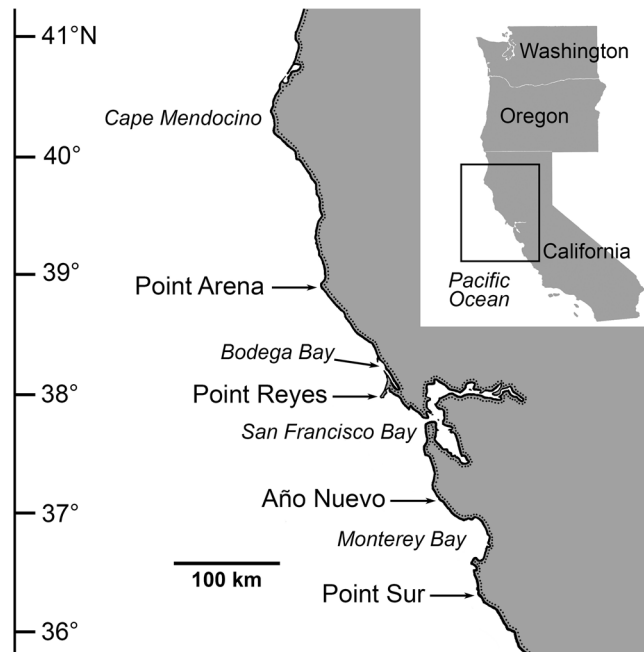 41°N
Cape Mendocino
40°
39°
Point Arena
Bodega Bay
38°
Point Reyes
San Francisco Bay
37°
Año Nuevo
Monterey Bay
100 km
Point Sur
36°
Washington
Oregon
California
Pacific
Ocean